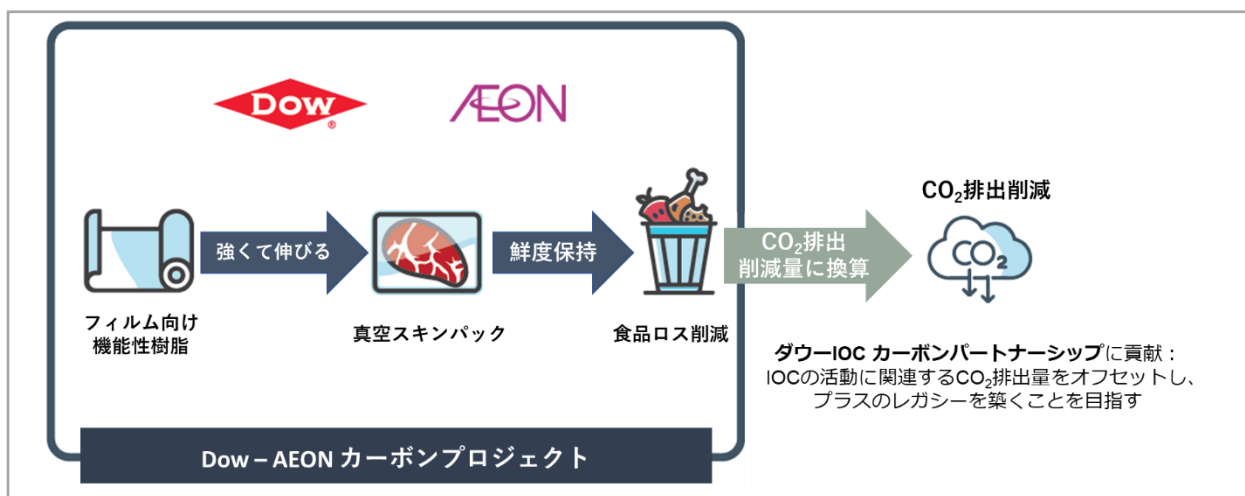 DOW
®
ÆON
強くて伸びる
鮮度保持
CO₂排出
削減量に換算
CO₂排出削減
CO₂
フィルム向け
機能性樹脂
真空スキンパック
食品ロス削減
ダウーIOC カーボンパートナーシップに貢献：
IOCの活動に関連するCO₂排出量をオフセットし、
プラスのレガシーを築くことを目指す
Dow – AEON カーボンプロジェクト